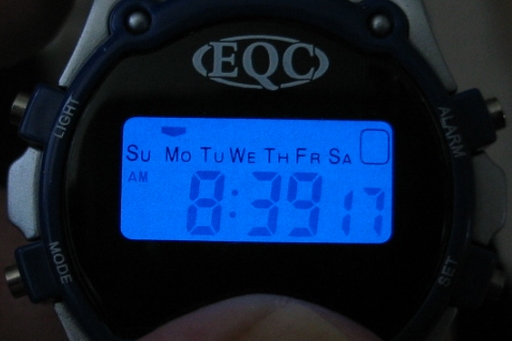 EQC
LIGHT
ALARM
SU MO TU WE TH FR SA
AM
8:39 17
MODE
SET